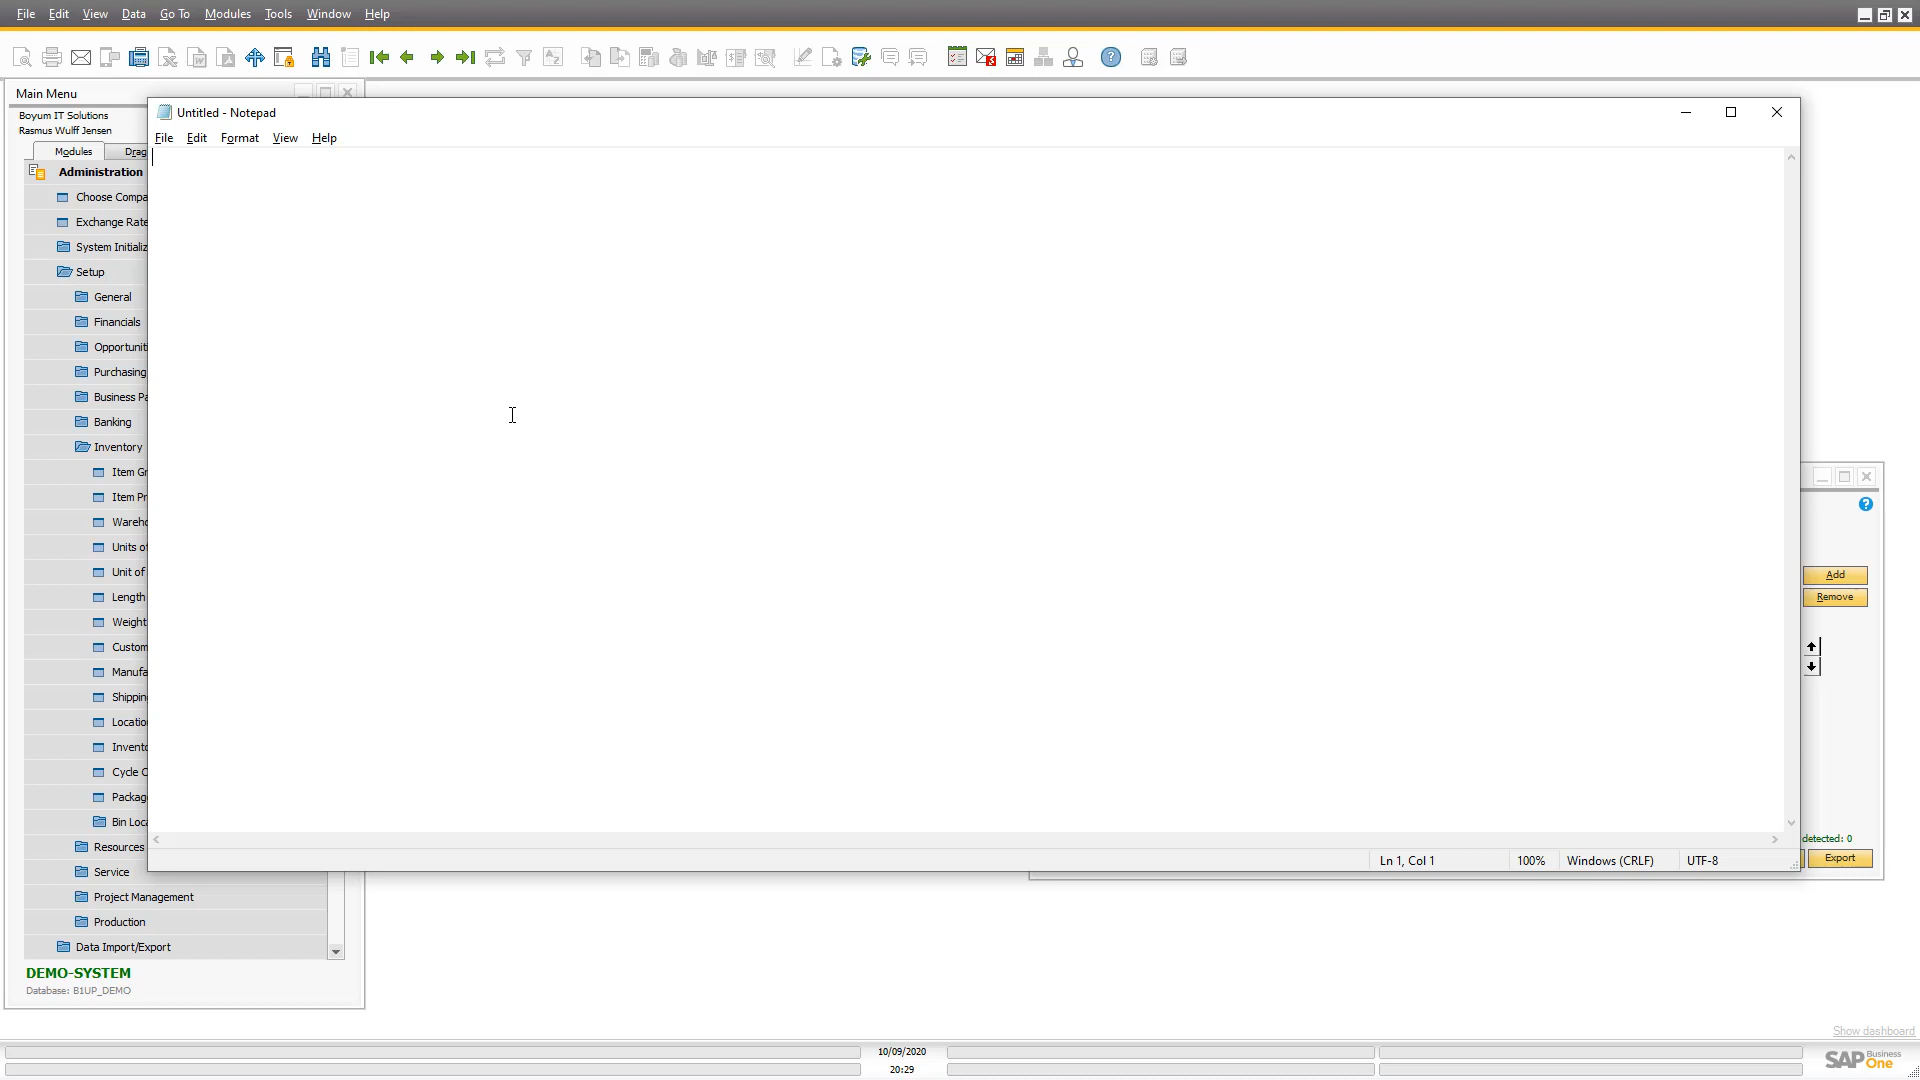 File Edit View Data Go To Modules Tools Window Help
Main Menu
Boyum IT Solutions
Rasmus Wulff Jensen
Modules Drag
Administration
Choose Compa
Exchange Rate
System Initializ
Setup
General
Financials
Opportuniti
Purchasing
Business Pa
Banking
Inventory
Item Gr
Item Pr
Wareho
Units of
Unit of
Length
Weight
Custom
Manufa
Shipping
Locatio
Invento
Cycle C
Packag
Bin Loca
Resources
Service
Project Management
Production
Data Import/Export
DEMO-SYSTEM
Database: B1UP_DEMO
Untitled - Notepad
File Edit Format View Help
Ln 1, Col 1 100% Windows (CRLF) UTF-8
Add
Remove
detected: 0
Export
Show dashboard
10/09/2020
20:29
SAP Business One